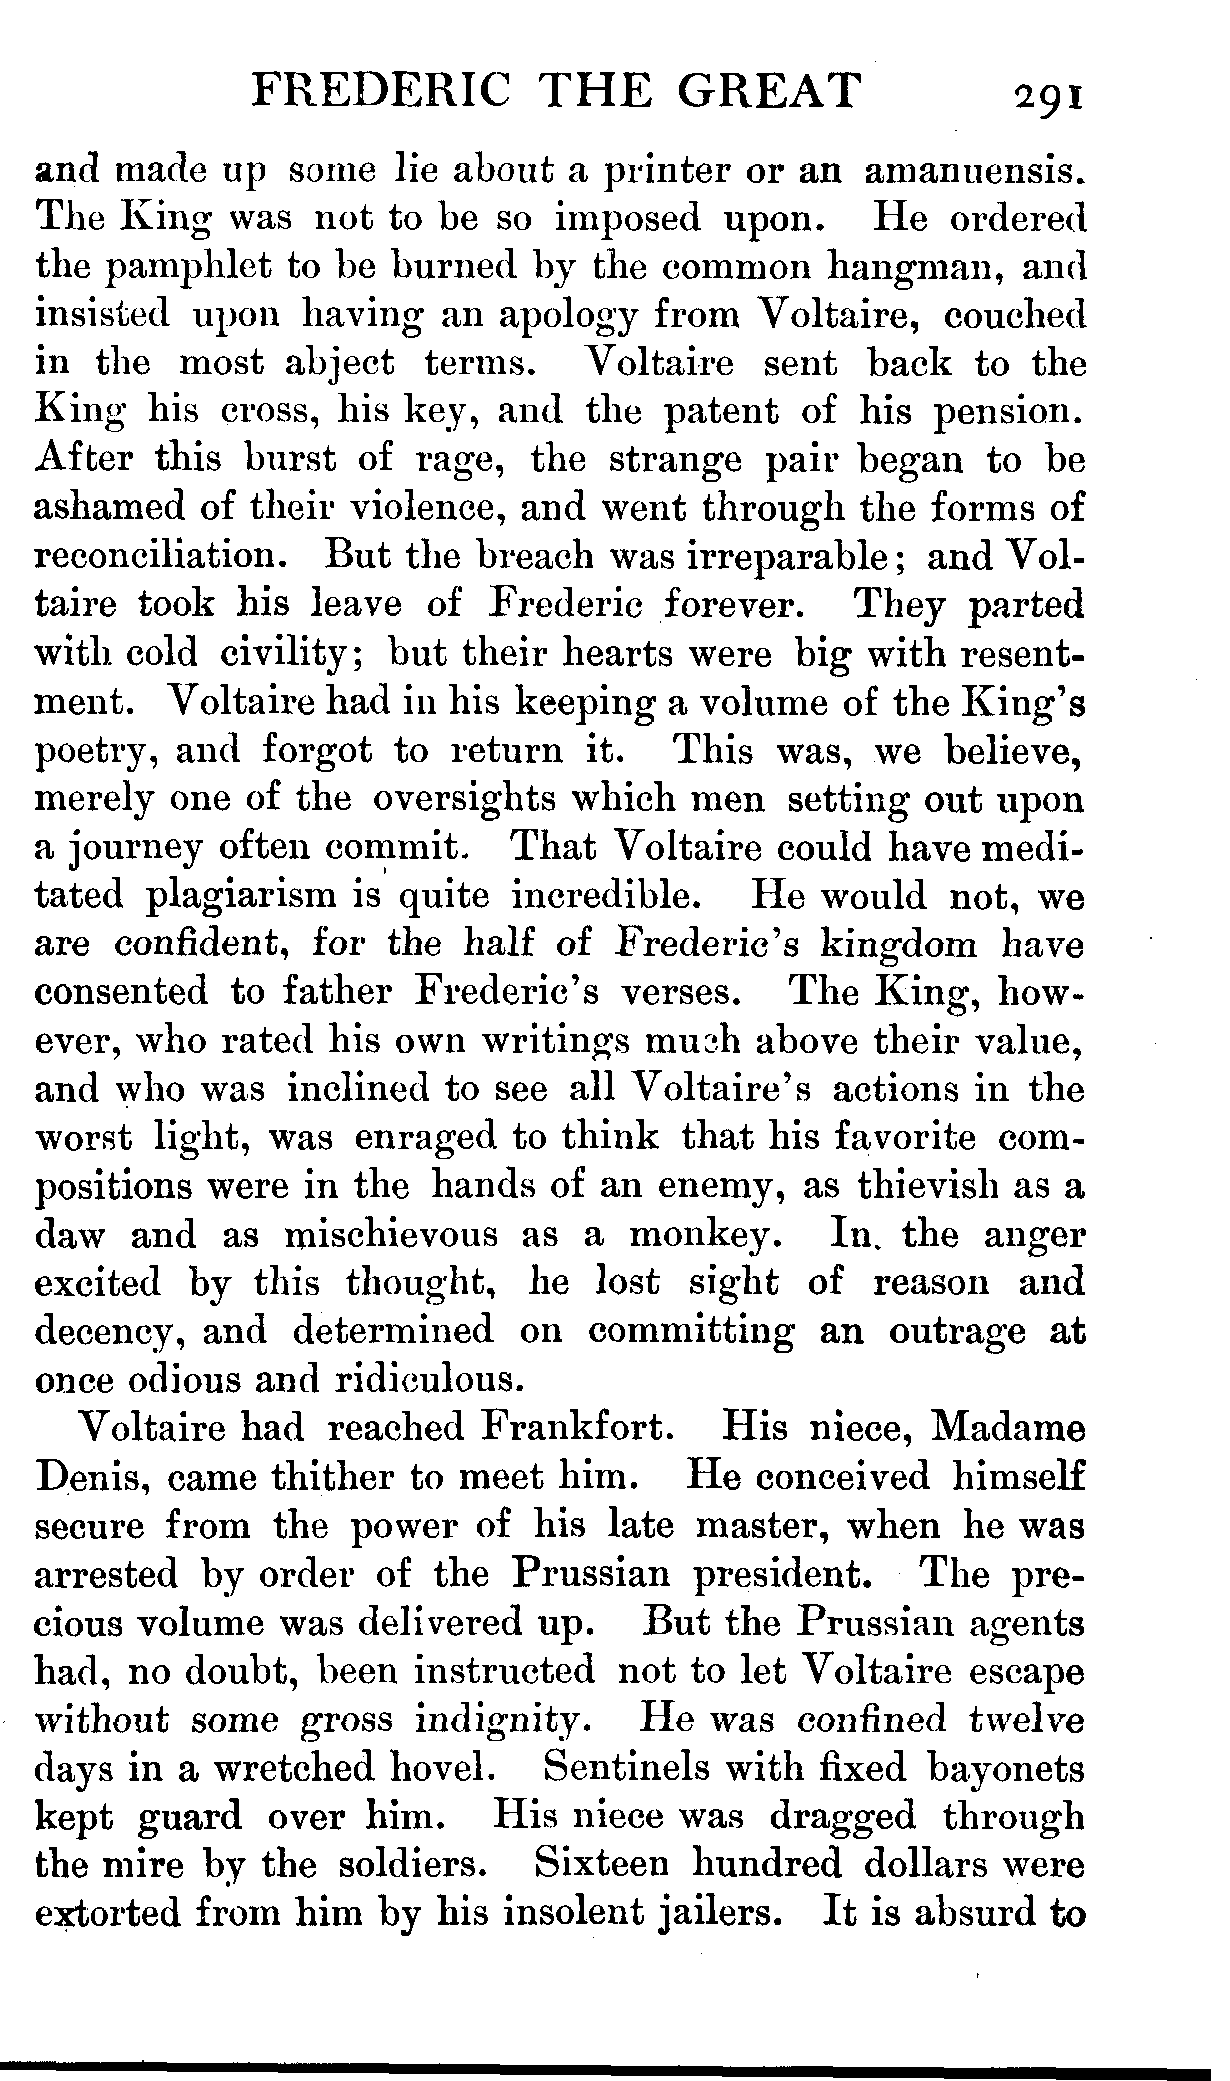 FREDERIC THE GREAT 291
and made up some lie about a printer or an amanuensis.
The King was not to be so imposed upon. He ordered
the pamphlet to be burned by the common hangman, and
insisted upon having an apology from Voltaire, couched
in the most abject terms. Voltaire sent back to the
King his cross, his key, and the patent of his pension.
After this burst of rage, the strange pair began to be
ashamed of their violence, and went through the forms of
reconciliation. But the breach was irreparable; and Vol-
taire took his leave of Frederic forever. They parted
with cold civility; but their hearts were big with resent-
ment. Voltaire had in his keeping a volume of the King's
poetry, and forgot to return it. This was, we believe,
merely one of the oversights which men setting out upon
a journey often commit. That Voltaire could have medi-
tated plagiarism is quite incredible. He would not, we
are confident, for the half of Frederic's kingdom have
consented to father Frederic's verses. The King, how-
ever, who rated his own writings much above their value,
and who was inclined to see all Voltaire's actions in the
worst light, was enraged to think that his favorite com-
positions were in the hands of an enemy, as thievish as a
daw and as mischievous as a monkey. In. the anger
excited by this thought, he lost sight of reason and
decency, and determined on committing an outrage at
once odious and ridiculous.
Voltaire had reached Frankfort. His niece, Madame
Denis, came thither to meet him. He conceived himself
secure from the power of his late master, when he was
arrested by order of the Prussian president. The pre-
cious volume was delivered up. But the Prussian agents
had, no doubt, been instructed not to let Voltaire escape
without some gross indignity. He was confined twelve
days in a wretched hovel. Sentinels with fixed bayonets
kept guard over him. His niece was dragged through
the mire by the soldiers. Sixteen hundred dollars were
extorted from him by his insolent jailers. It is absurd to